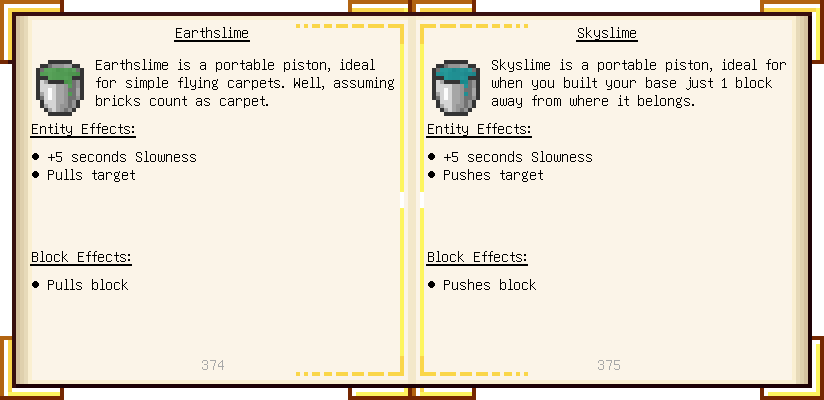 Earthslime
Earthslime is a portable piston, ideal
for simple flying carpets. Well, assuming
bricks count as carpet.
Entity Effects:
● +5 seconds Slowness
● Pulls target
Block Effects:
● Pulls block
374
Skyslime
Skyslime is a portable piston, ideal for
when you built your base just 1 block
away from where it belongs.
Entity Effects:
● +5 seconds Slowness
● Pushes target
Block Effects:
● Pushes block
375